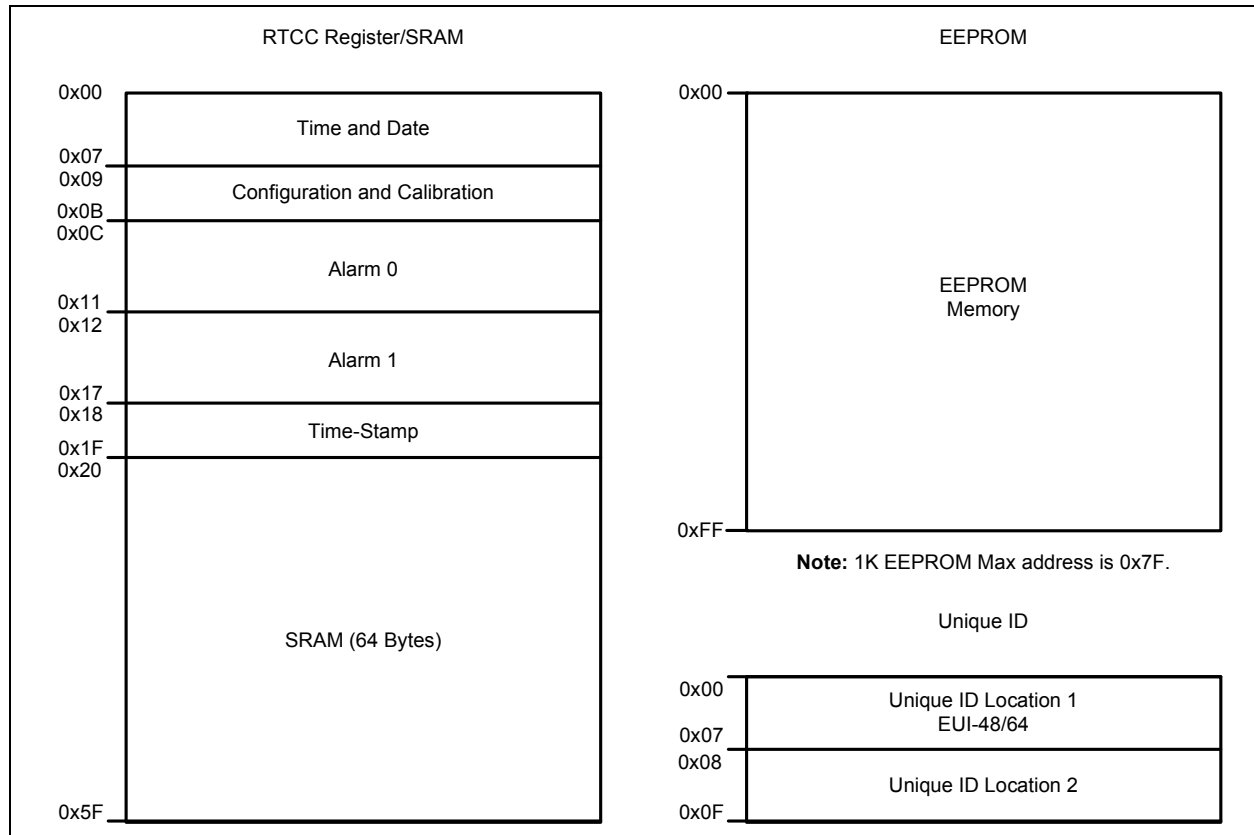 RTCC Register/SRAM
0x00
Time and Date
0x07
0x09
Configuration and Calibration
0x0B
0x0C
Alarm 0
0x11
0x12
Alarm 1
0x17
0x18
Time-Stamp
0x1F
0x20
SRAM (64 Bytes)
0x5F
EEPROM
0x00
EEPROM
Memory
0xFF
Note: 1K EEPROM Max address is 0x7F.
Unique ID
0x00
Unique ID Location 1
EUI-48/64
0x07
0x08
Unique ID Location 2
0x0F